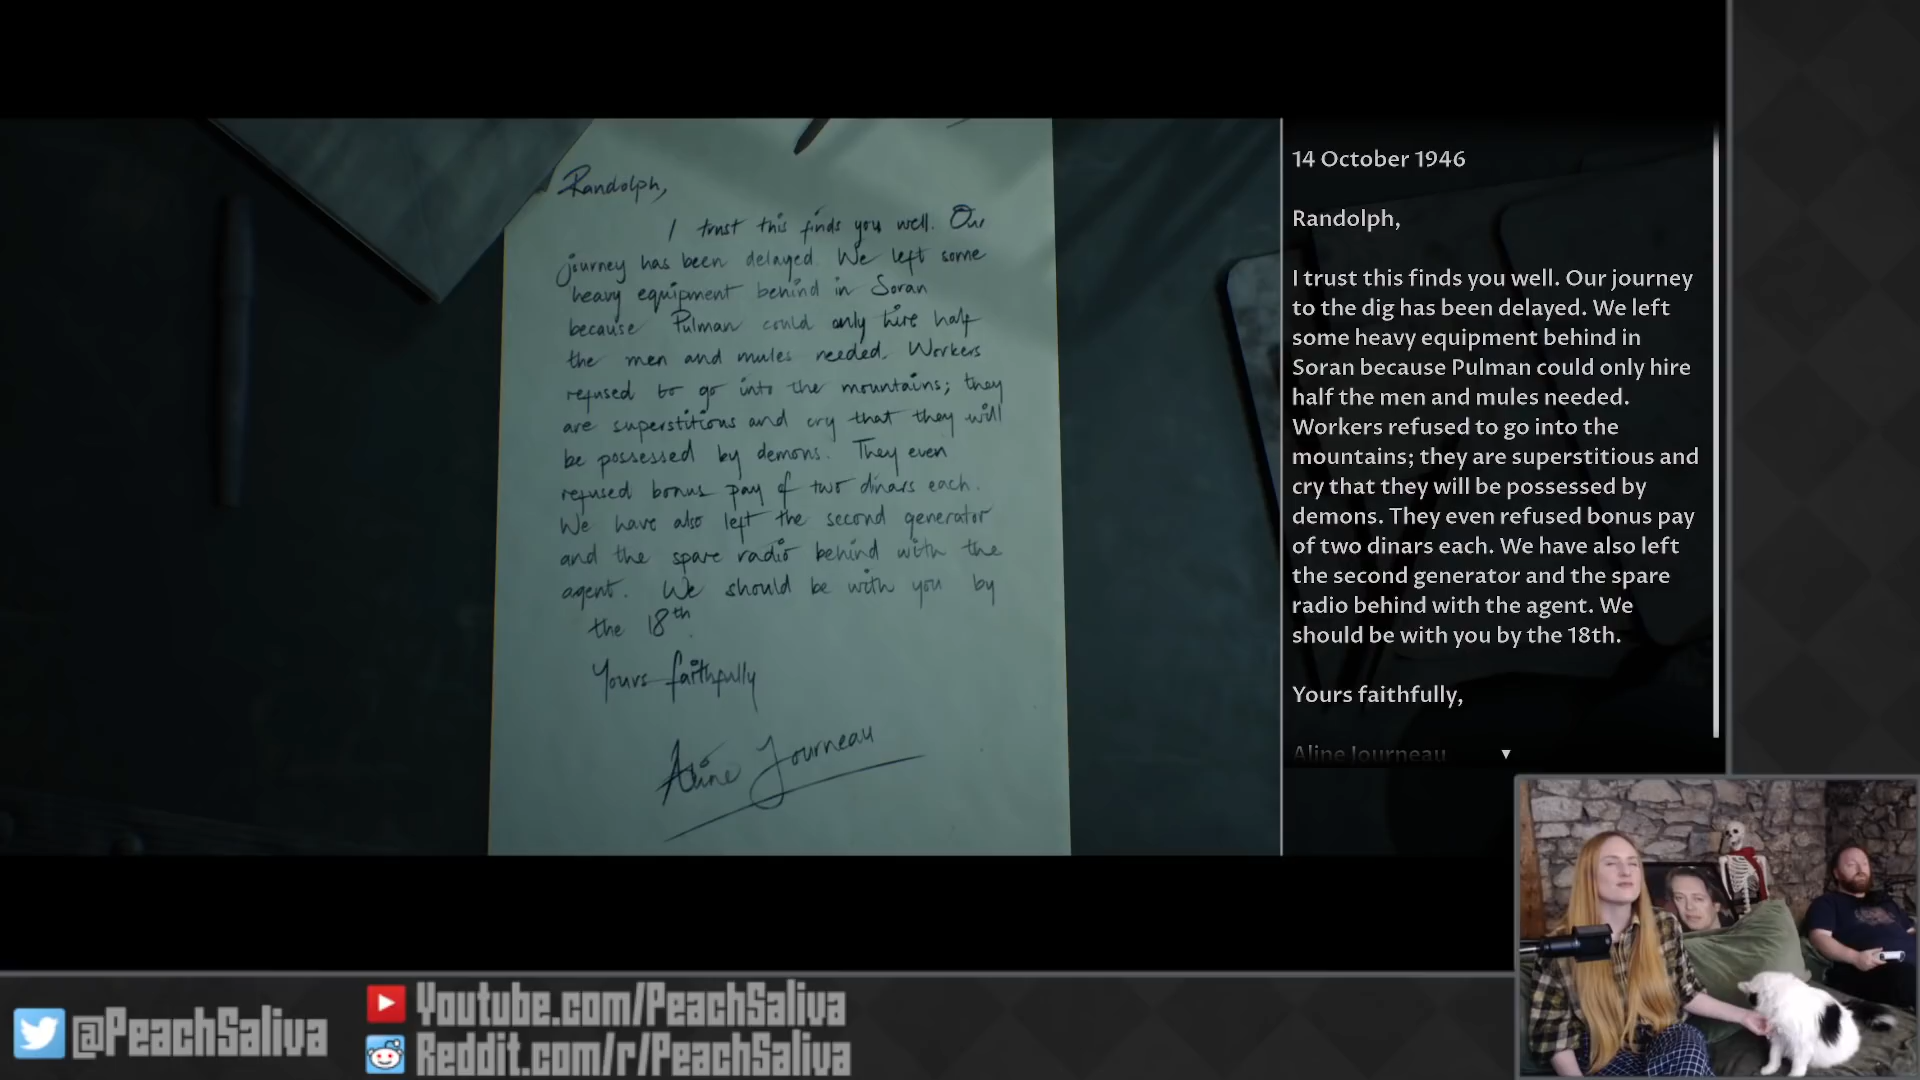 Randolph,
I trust this finds you well. Our
journey has been delayed. We left some
heavy equipment behind in Soran
because Pulman could only hire half
the men and mules needed. Workers
refused to go into the mountains; they
are superstitious and cry that they will
be possessed by demons. They even
refused bonus pay of two dinars each.
We have also left the second generator
and the spare radio behind with the
agent. We should be with you by
the 18th.
Yours faithfully
Aline Journeau
14 October 1946
Randolph,
I trust this finds you well. Our journey
to the dig has been delayed. We left
some heavy equipment behind in
Soran because Pulman could only hire
half the men and mules needed.
Workers refused to go into the
mountains; they are superstitious and
cry that they will be possessed by
demons. They even refused bonus pay
of two dinars each. We have also left
the second generator and the spare
radio behind with the agent. We
should be with you by the 18th.
Yours faithfully,
Aline Journeau
@PeachSaliva
Youtube.com/PeachSaliva
Reddit.com/r/PeachSaliva